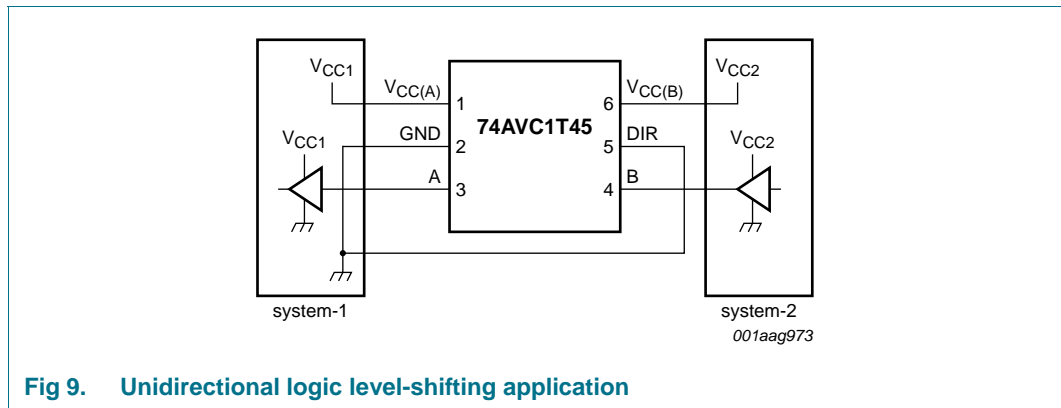 VCC1
VCC(A)
1
GND
2
VCC1
A
3
74AVC1T45
6
VCC(B)
VCC2
5
DIR
VCC2
4
B
system-1
system-2
001aag973
Fig 9. Unidirectional logic level-shifting application